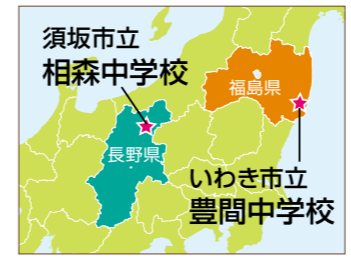 須坂市立
相森中学校
福島県
長野県
いわき市立
豊間中学校